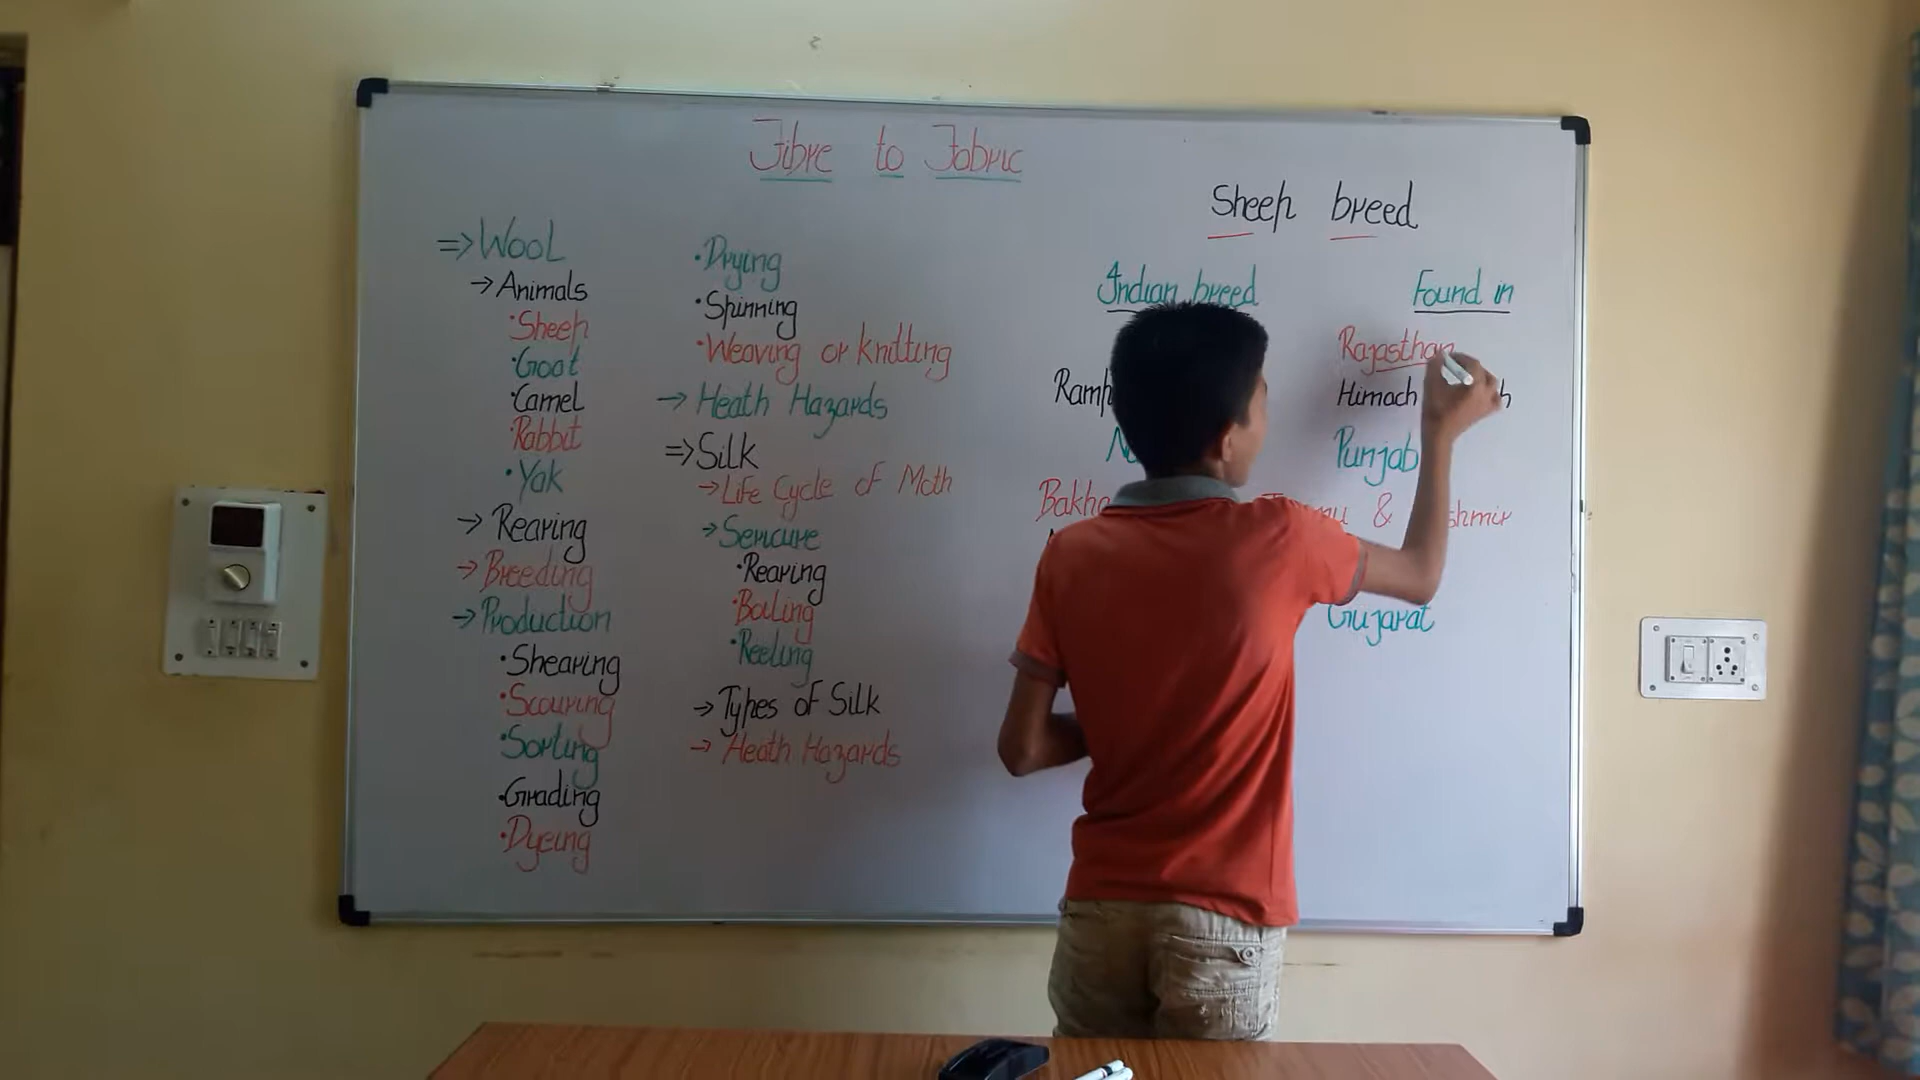 Fibre to Fabric
=> Wool
-> Animals
·Sheep
·Goat
·Camel
·Rabbit
·Yak
-> Rearing
-> Breeding
-> Production
·Shearing
·Scouring
·Sorting
·Grading
·Dyeing
·Drying
·Spinning
·Weaving or knitting
-> Heath Hazards
=> Silk
-> Life Cycle of Moth
-> Sericure
·Rearing
·Boiling
·Reeling
-> Types of Silk
-> Heath Hazards
Sheep breed
Indian breed Found in
Rajasthan
Punjab
&
Gujarat